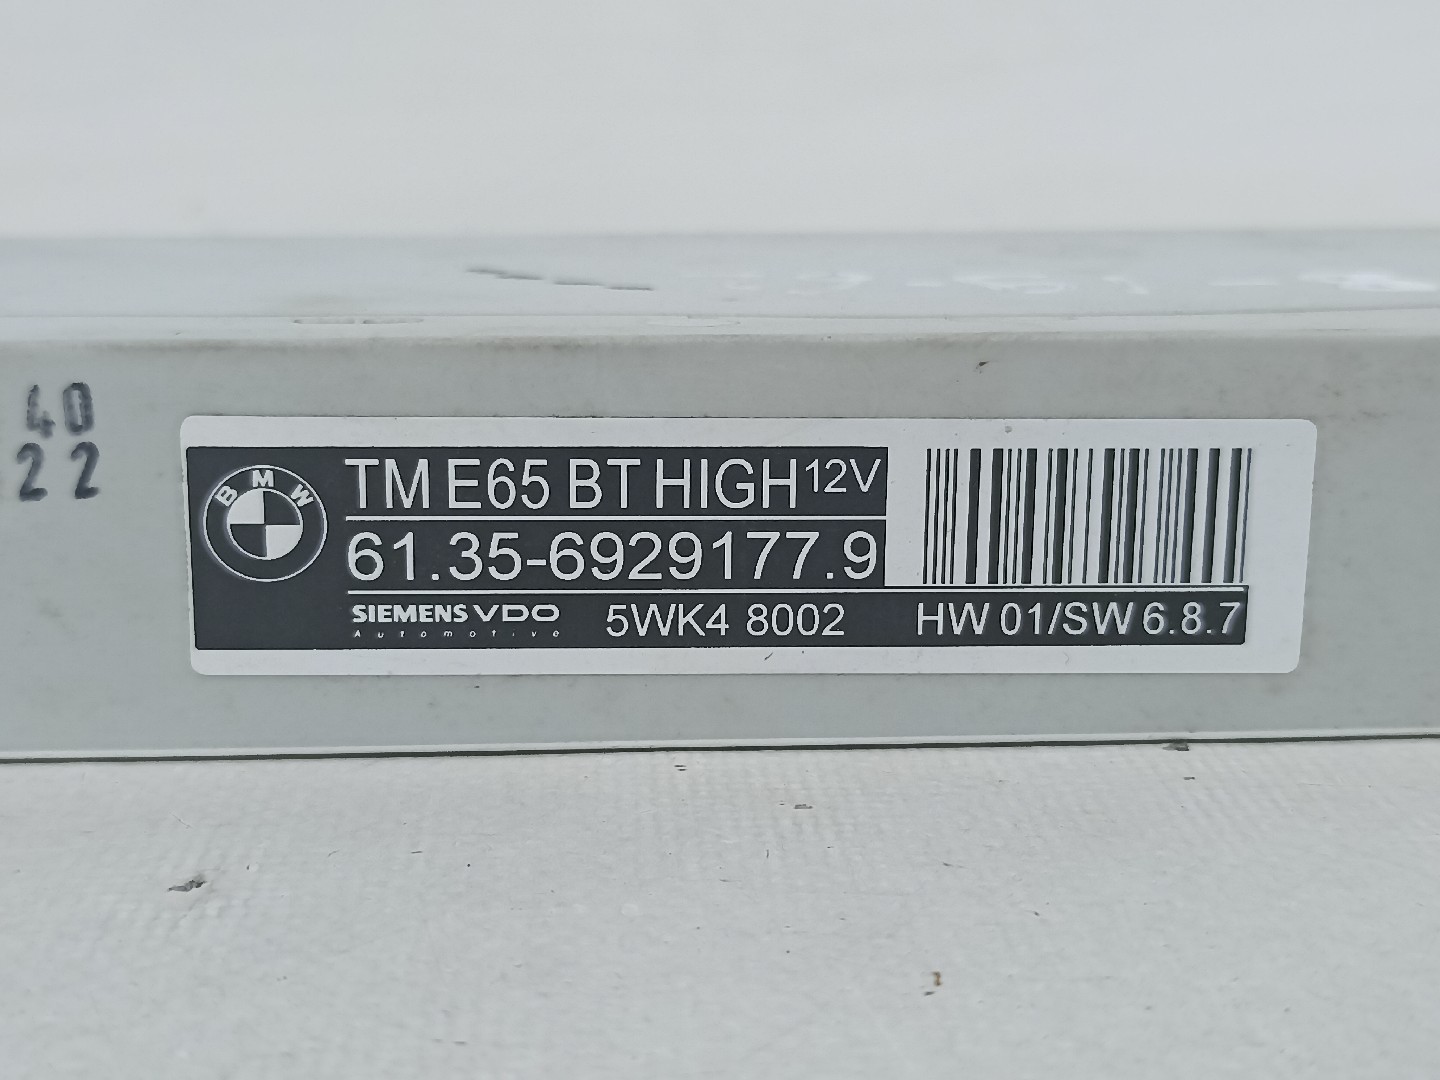 40
22
BMW
TM E65 BT HIGH 12V
61.35-6929177.9
SIEMENS VDO
Automotive
5WK4 8002
HW 01/SW 6.8.7